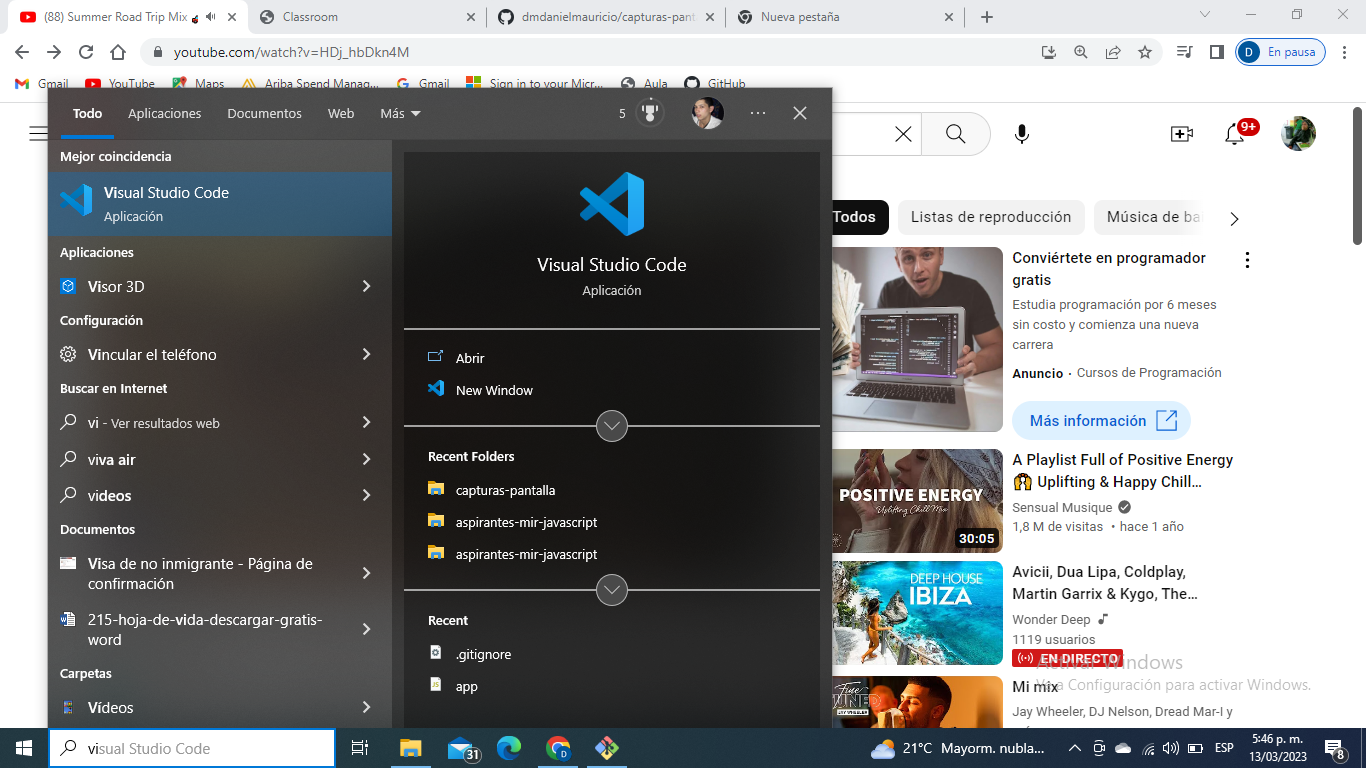 (88) Summer Road Trip Mix
Classroom
dmdanielmauricio/capturas-pant
Nueva pestaña
youtube.com/watch?v=HDj_hbDkn4M
D
En pausa
Gmail
YouTube
Maps
Ariba Spend Manag...
Gmail
Sign in to your Micr...
Aula
GitHub
Todo
Aplicaciones
Documentos
Web
Más
5
9+
Mejor coincidencia
Visual Studio Code
Aplicación
Aplicaciones
Visor 3D
Configuración
Vincular el teléfono
Buscar en Internet
vi - Ver resultados web
viva air
videos
Documentos
Visa de no inmigrante - Página de
confirmación
215-hoja-de-vida-descargar-gratis-
word
Carpetas
Vídeos
Visual Studio Code
Aplicación
Abrir
New Window
Recent Folders
capturas-pantalla
aspirantes-mir-javascript
aspirantes-mir-javascript
Recent
.gitignore
app
Todos
Listas de reproducción
Música de ba
Conviértete en programador
gratis
Estudia programación por 6 meses
sin costo y comienza una nueva
carrera
Anuncio · Cursos de Programación
Más información
POSITIVE ENERGY
Uplifting Chill Mix
30:05
A Playlist Full of Positive Energy
Uplifting & Happy Chill...
Sensual Musique
1,8 M de visitas • hace 1 año
DEEP HOUSE
IBIZA
Avicii, Dua Lipa, Coldplay,
Martin Garrix & Kygo, The...
Wonder Deep
1119 usuarios
EN DIRECTO
Activar Windows
Ve a Configuración para activar Windows.
Fine
TUNED
JAY WHEELER
Mi mix
Jay Wheeler, DJ Nelson, Dread Mar-I y
visual Studio Code
31
D
21°C Mayorm. nubla...
ESP
5:46 p. m.
13/03/2023
8